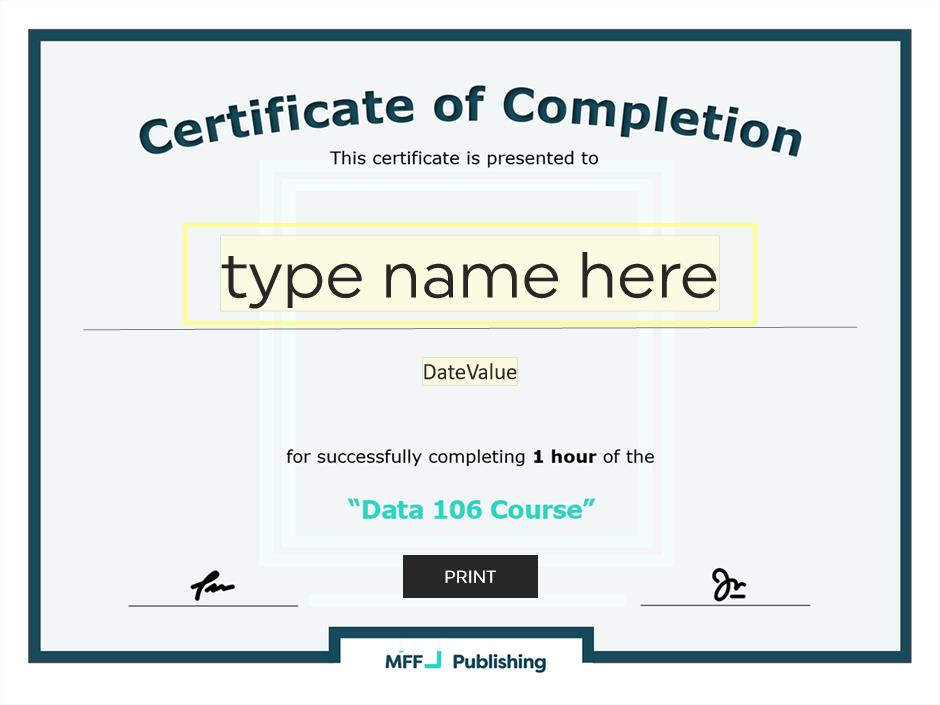 Certificate of Completion
This certificate is presented to
type name here
DateValue
for successfully completing 1 hour of the
“Data 106 Course”
PRINT
MFF Publishing